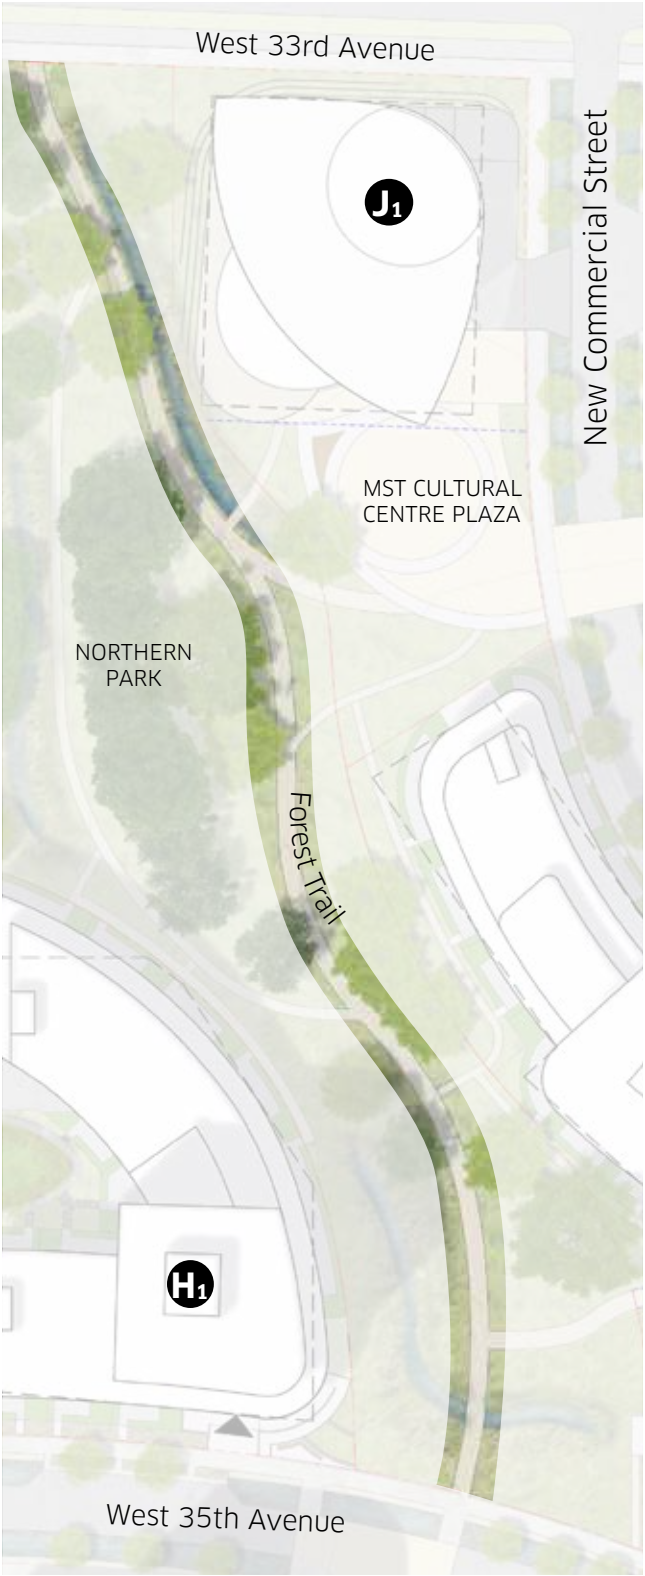 West 33rd Avenue
New Commercial Street
J1
MST CULTURAL
CENTRE PLAZA
NORTHERN
PARK
Forest Trail
H1
West 35th Avenue